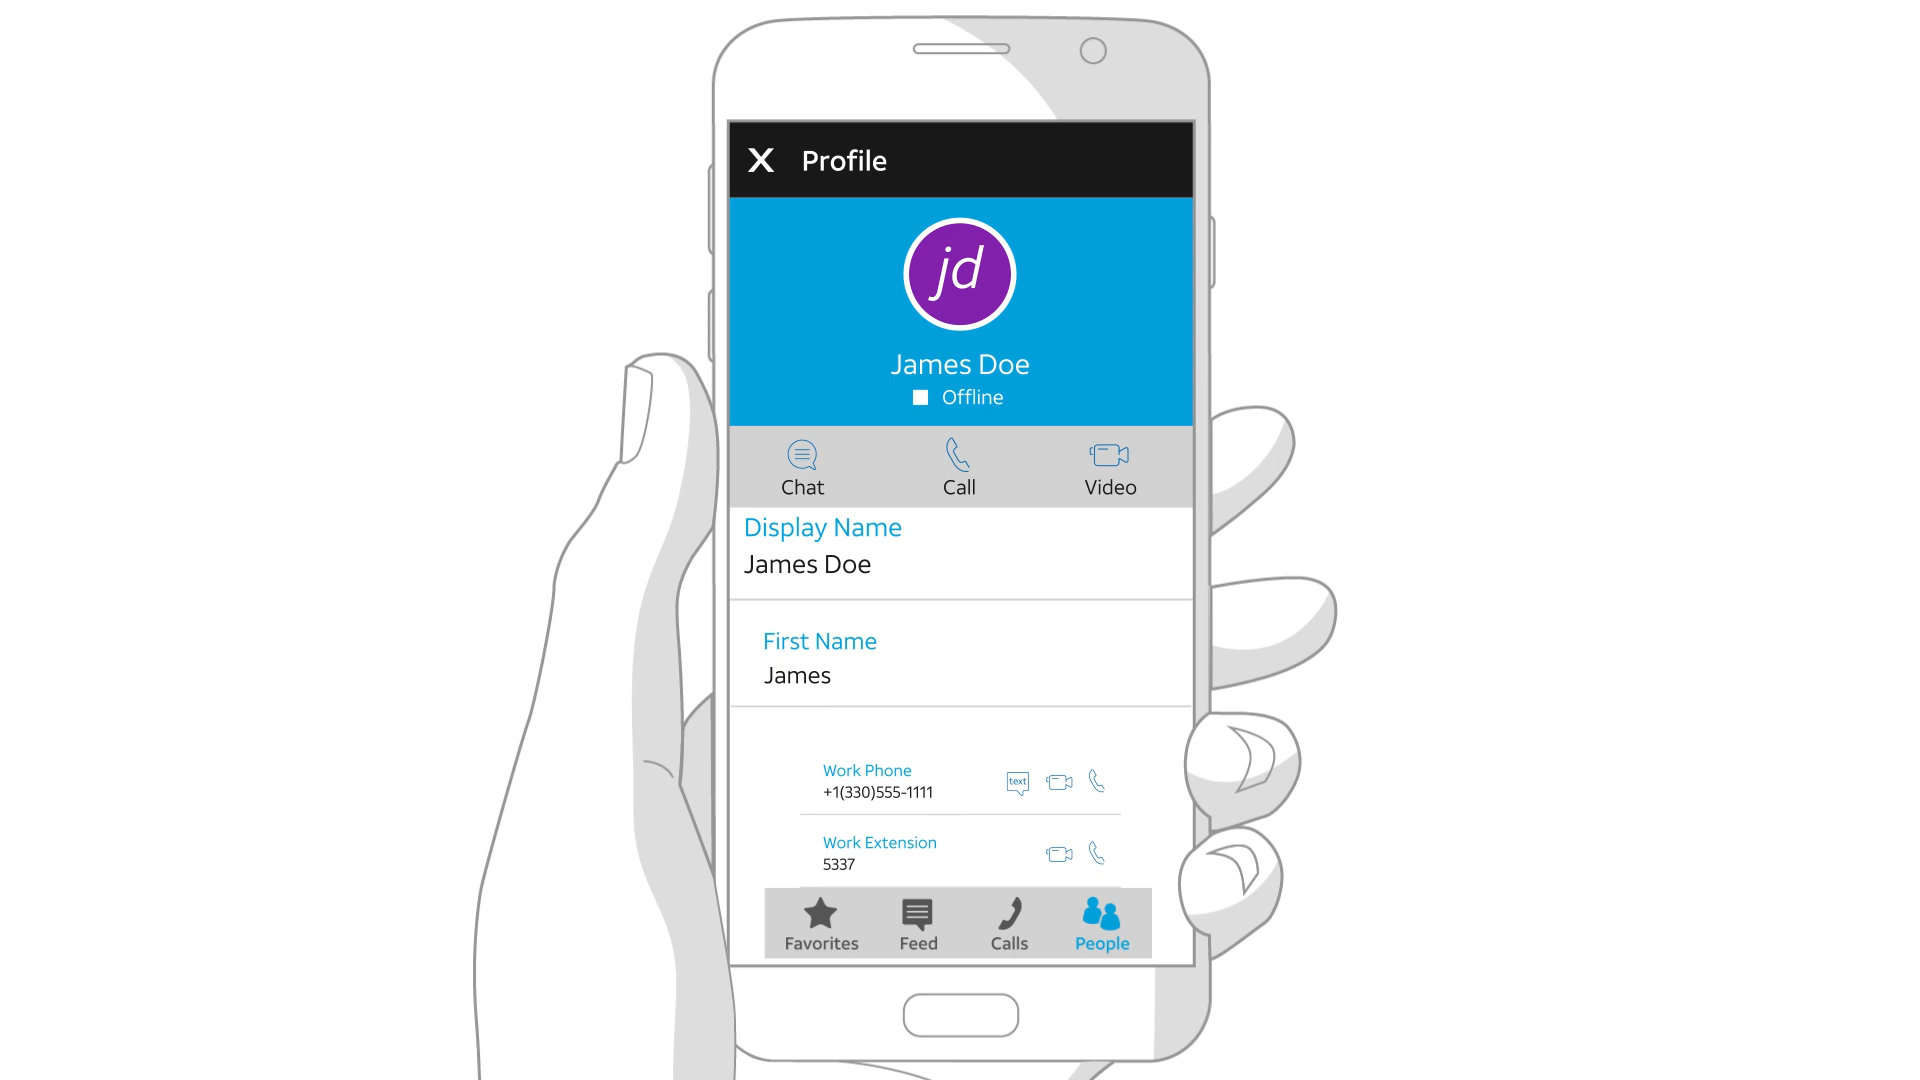 X Profile
jd
James Doe
Offline
Chat Call Video
Display Name
James Doe
First Name
James
Work Phone
+1(330)555-1111
text
Work Extension
5337
Favorites Feed Calls People